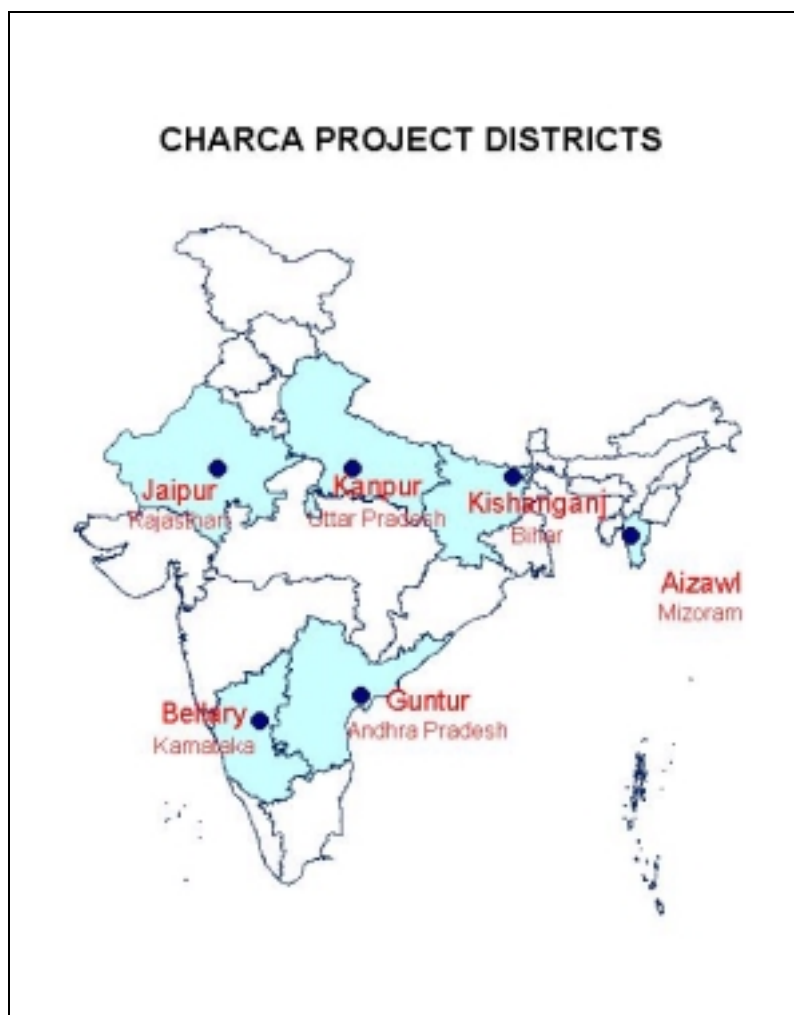 CHARCA PROJECT DISTRICTS
Jaipur
Rajasthan
Kanpur
Uttar Pradesh
Kishanganj
Bihar
Aizawl
Mizoram
Bellary
Karnataka
Guntur
Andhra Pradesh